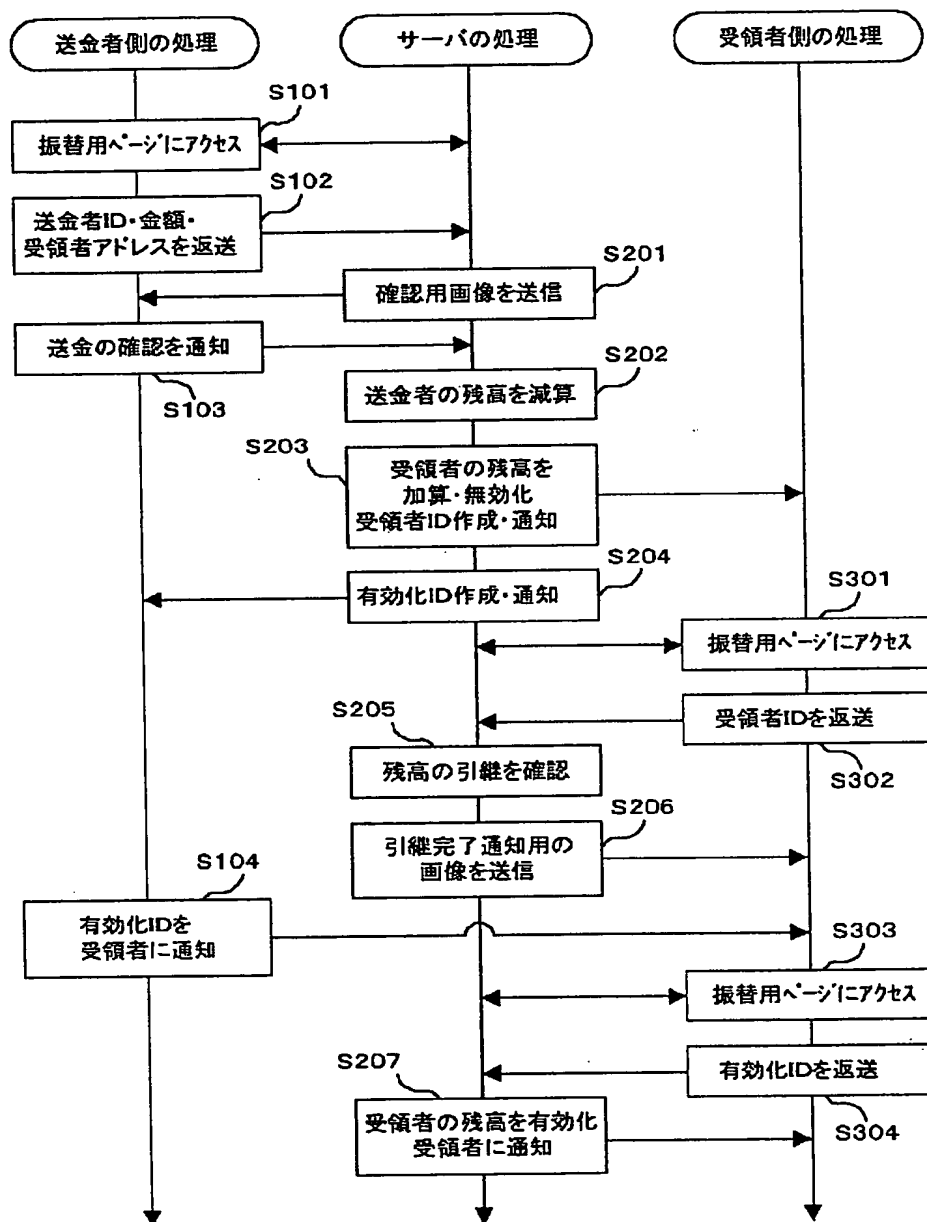 送金者側の処理
サーバの処理
受領者側の処理
S101
振替用ページにアクセス
S102
送金者ID・金額・
受領者アドレスを返送
S201
確認用画像を送信
送金の確認を通知
S103
S202
送金者の残高を減算
S203
受領者の残高を
加算・無効化
受領者ID作成・通知
S204
有効化ID作成・通知
S301
振替用ページにアクセス
受領者IDを返送
S302
S205
残高の引継を確認
S206
引継完了通知用の
画像を送信
S104
有効化IDを
受領者に通知
S303
振替用ページにアクセス
有効化IDを返送
S304
S207
受領者の残高を有効化
受領者に通知